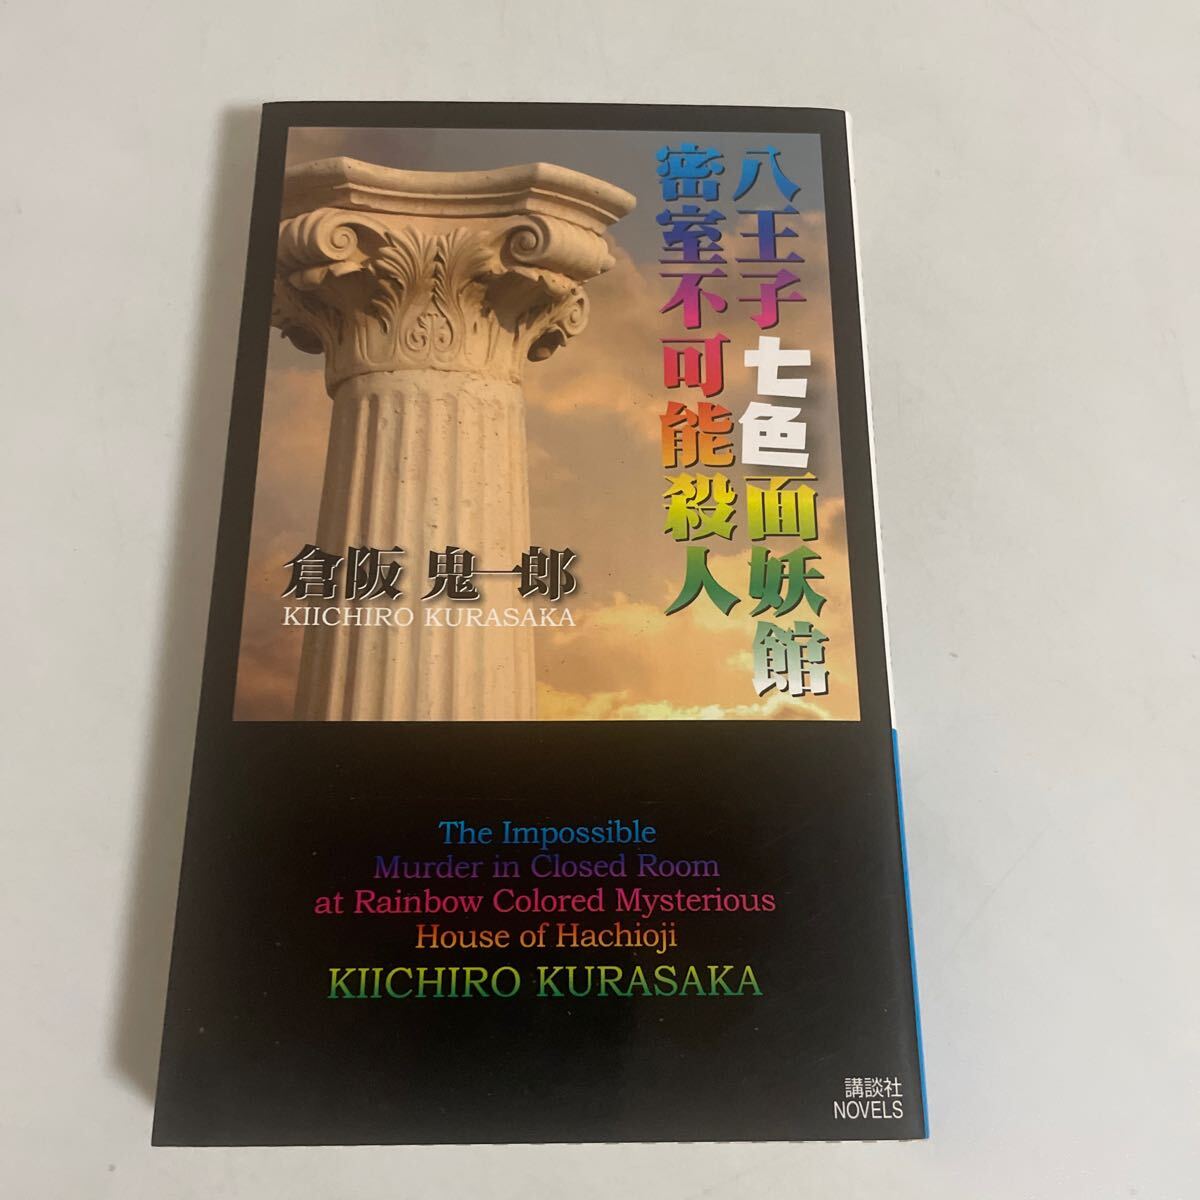 八王子七色面妖館
密室不可能殺人
倉阪 鬼一郎
KIICHIRO KURASAKA
The Impossible
Murder in Closed Room
at Rainbow Colored Mysterious
House of Hachioji
KIICHIRO KURASAKA
講談社
NOVELS